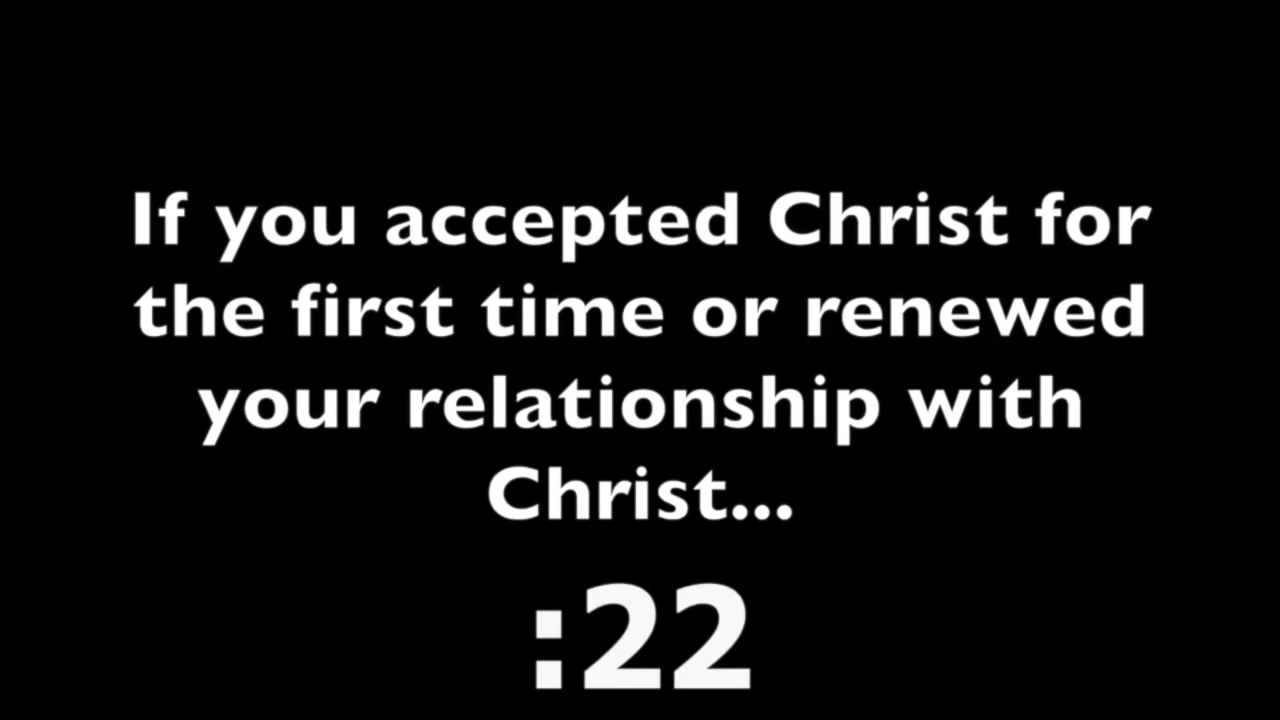 If you accepted Christ for
the first time or renewed
your relationship with
Christ...
:22